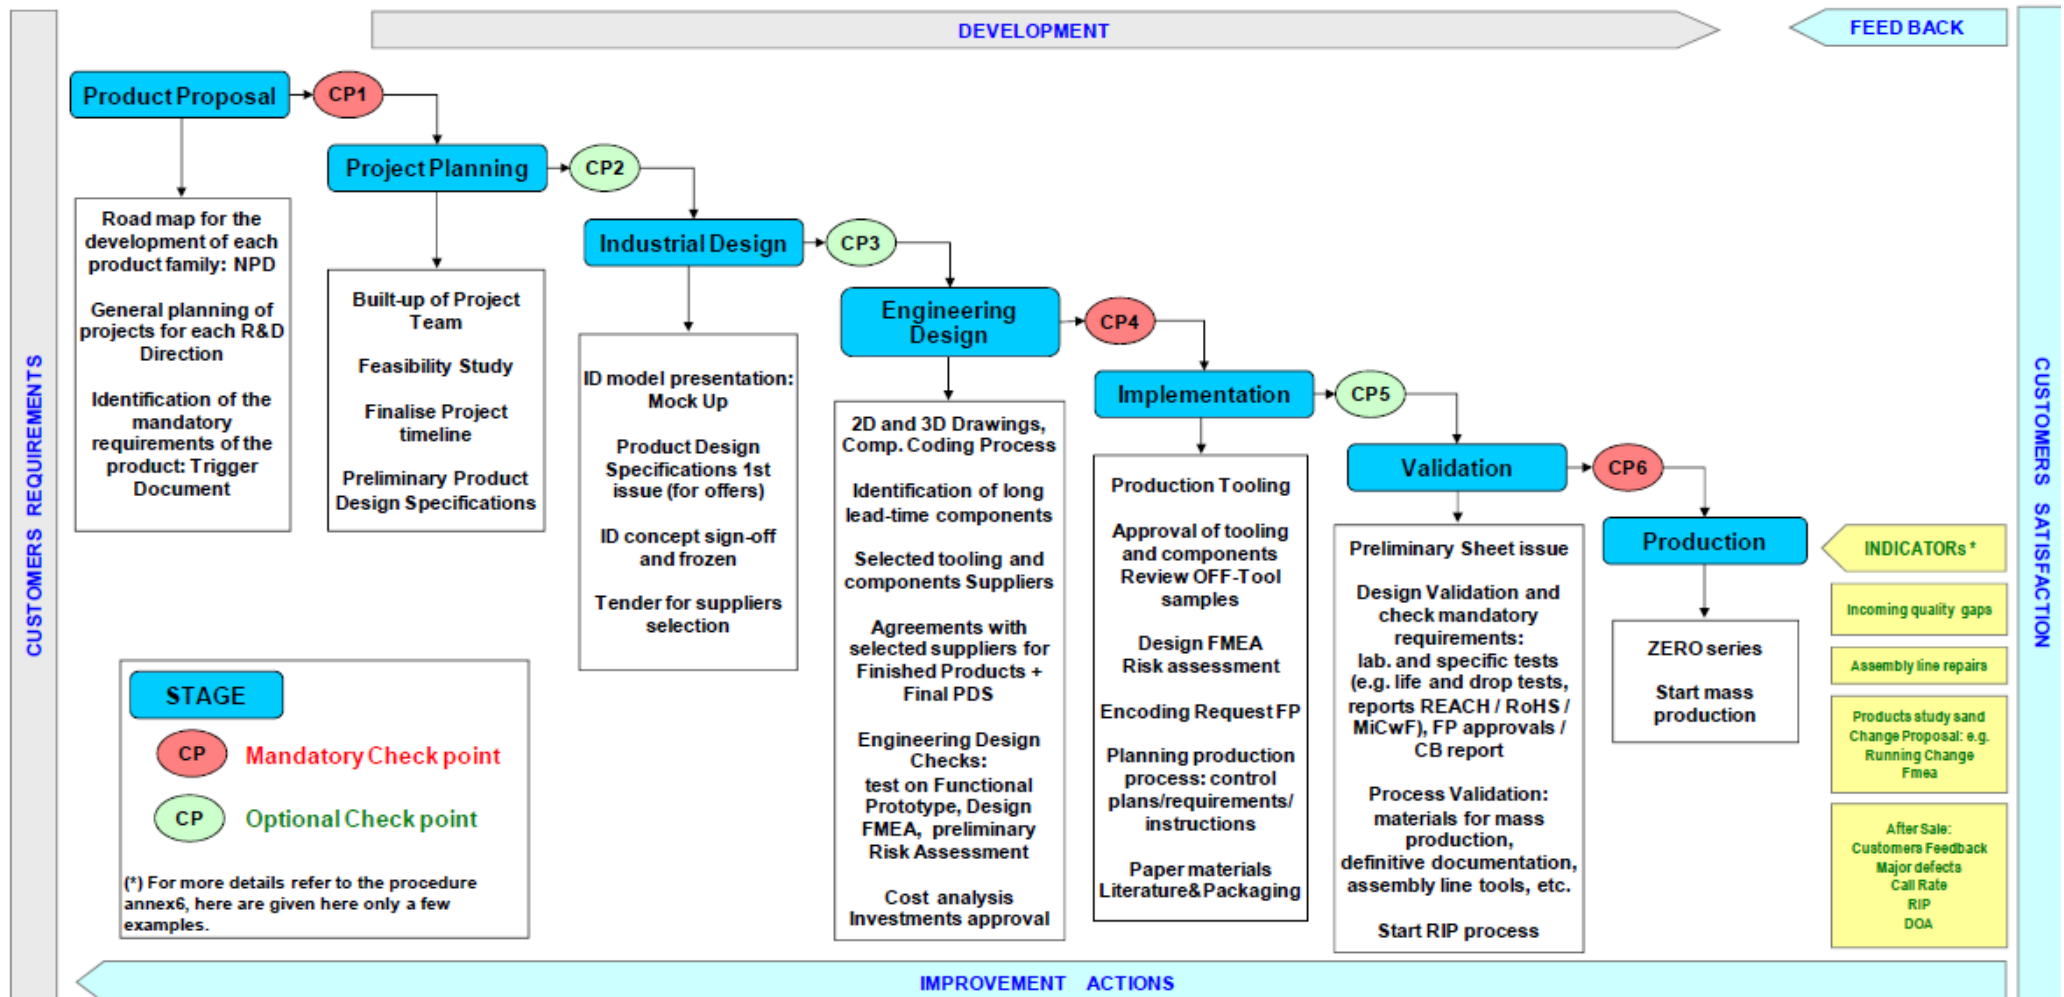 DEVELOPMENT
FEED BACK
CUSTOMERS REQUIREMENTS
CUSTOMERS SATISFACTION
Product Proposal
CP1
Road map for the
development of each
product family: NPD
General planning of
projects for each R&D
Direction
Identification of the
mandatory
requirements of the
product: Trigger
Document
Project Planning
CP2
Built-up of Project
Team
Feasibility Study
Finalise Project
timeline
Preliminary Product
Design Specifications
Industrial Design
CP3
ID model presentation:
Mock Up
Product Design
Specifications 1st
issue (for offers)
ID concept sign-off
and frozen
Tender for suppliers
selection
Engineering
Design
CP4
2D and 3D Drawings,
Comp. Coding Process
Identification of long
lead-time components
Selected tooling and
components Suppliers
Agreements with
selected suppliers for
Finished Products +
Final PDS
Engineering Design
Checks:
test on Functional
Prototype, Design
FMEA, preliminary
Risk Assessment
Cost analysis
Investments approval
Implementation
CP5
Production Tooling
Approval of tooling
and components
Review OFF-Tool
samples
Design FMEA
Risk assessment
Encoding Request FP
Planning production
process: control
plans/requirements/
instructions
Paper materials
Literature&Packaging
Validation
CP6
Preliminary Sheet issue
Design Validation and
check mandatory
requirements:
lab. and specific tests
(e.g. life and drop tests,
reports REACH / RoHS /
MiCwF), FP approvals /
CB report
Process Validation:
materials for mass
production,
definitive documentation,
assembly line tools, etc.
Start RIP process
Production
ZERO series
Start mass
production
INDICATORs *
Incoming quality gaps
Assembly line repairs
Products study sand
Change Proposal: e.g.
Running Change
Fmea
After Sale:
Customers Feedback
Major defects
Call Rate
RIP
DOA
STAGE
CP Mandatory Check point
CP Optional Check point
(*) For more details refer to the procedure
annex6, here are given here only a few
examples.
IMPROVEMENT ACTIONS